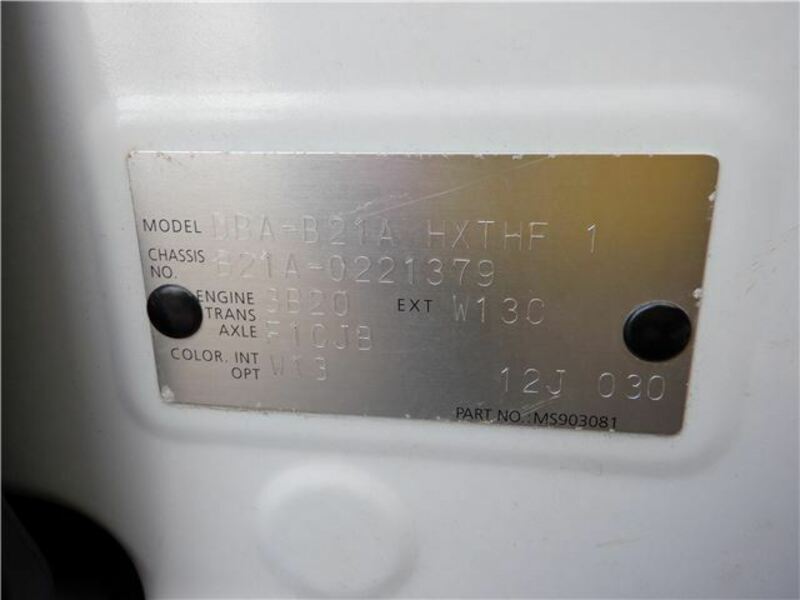 MODEL DBA-B21A HXTHF 1
CHASSIS NO. B21A-0221379
ENGINE 3B20 EXT W13C
TRANS AXLE F1CJB
COLOR. INT OPT W13
12J 030
PART NO.:MS903081